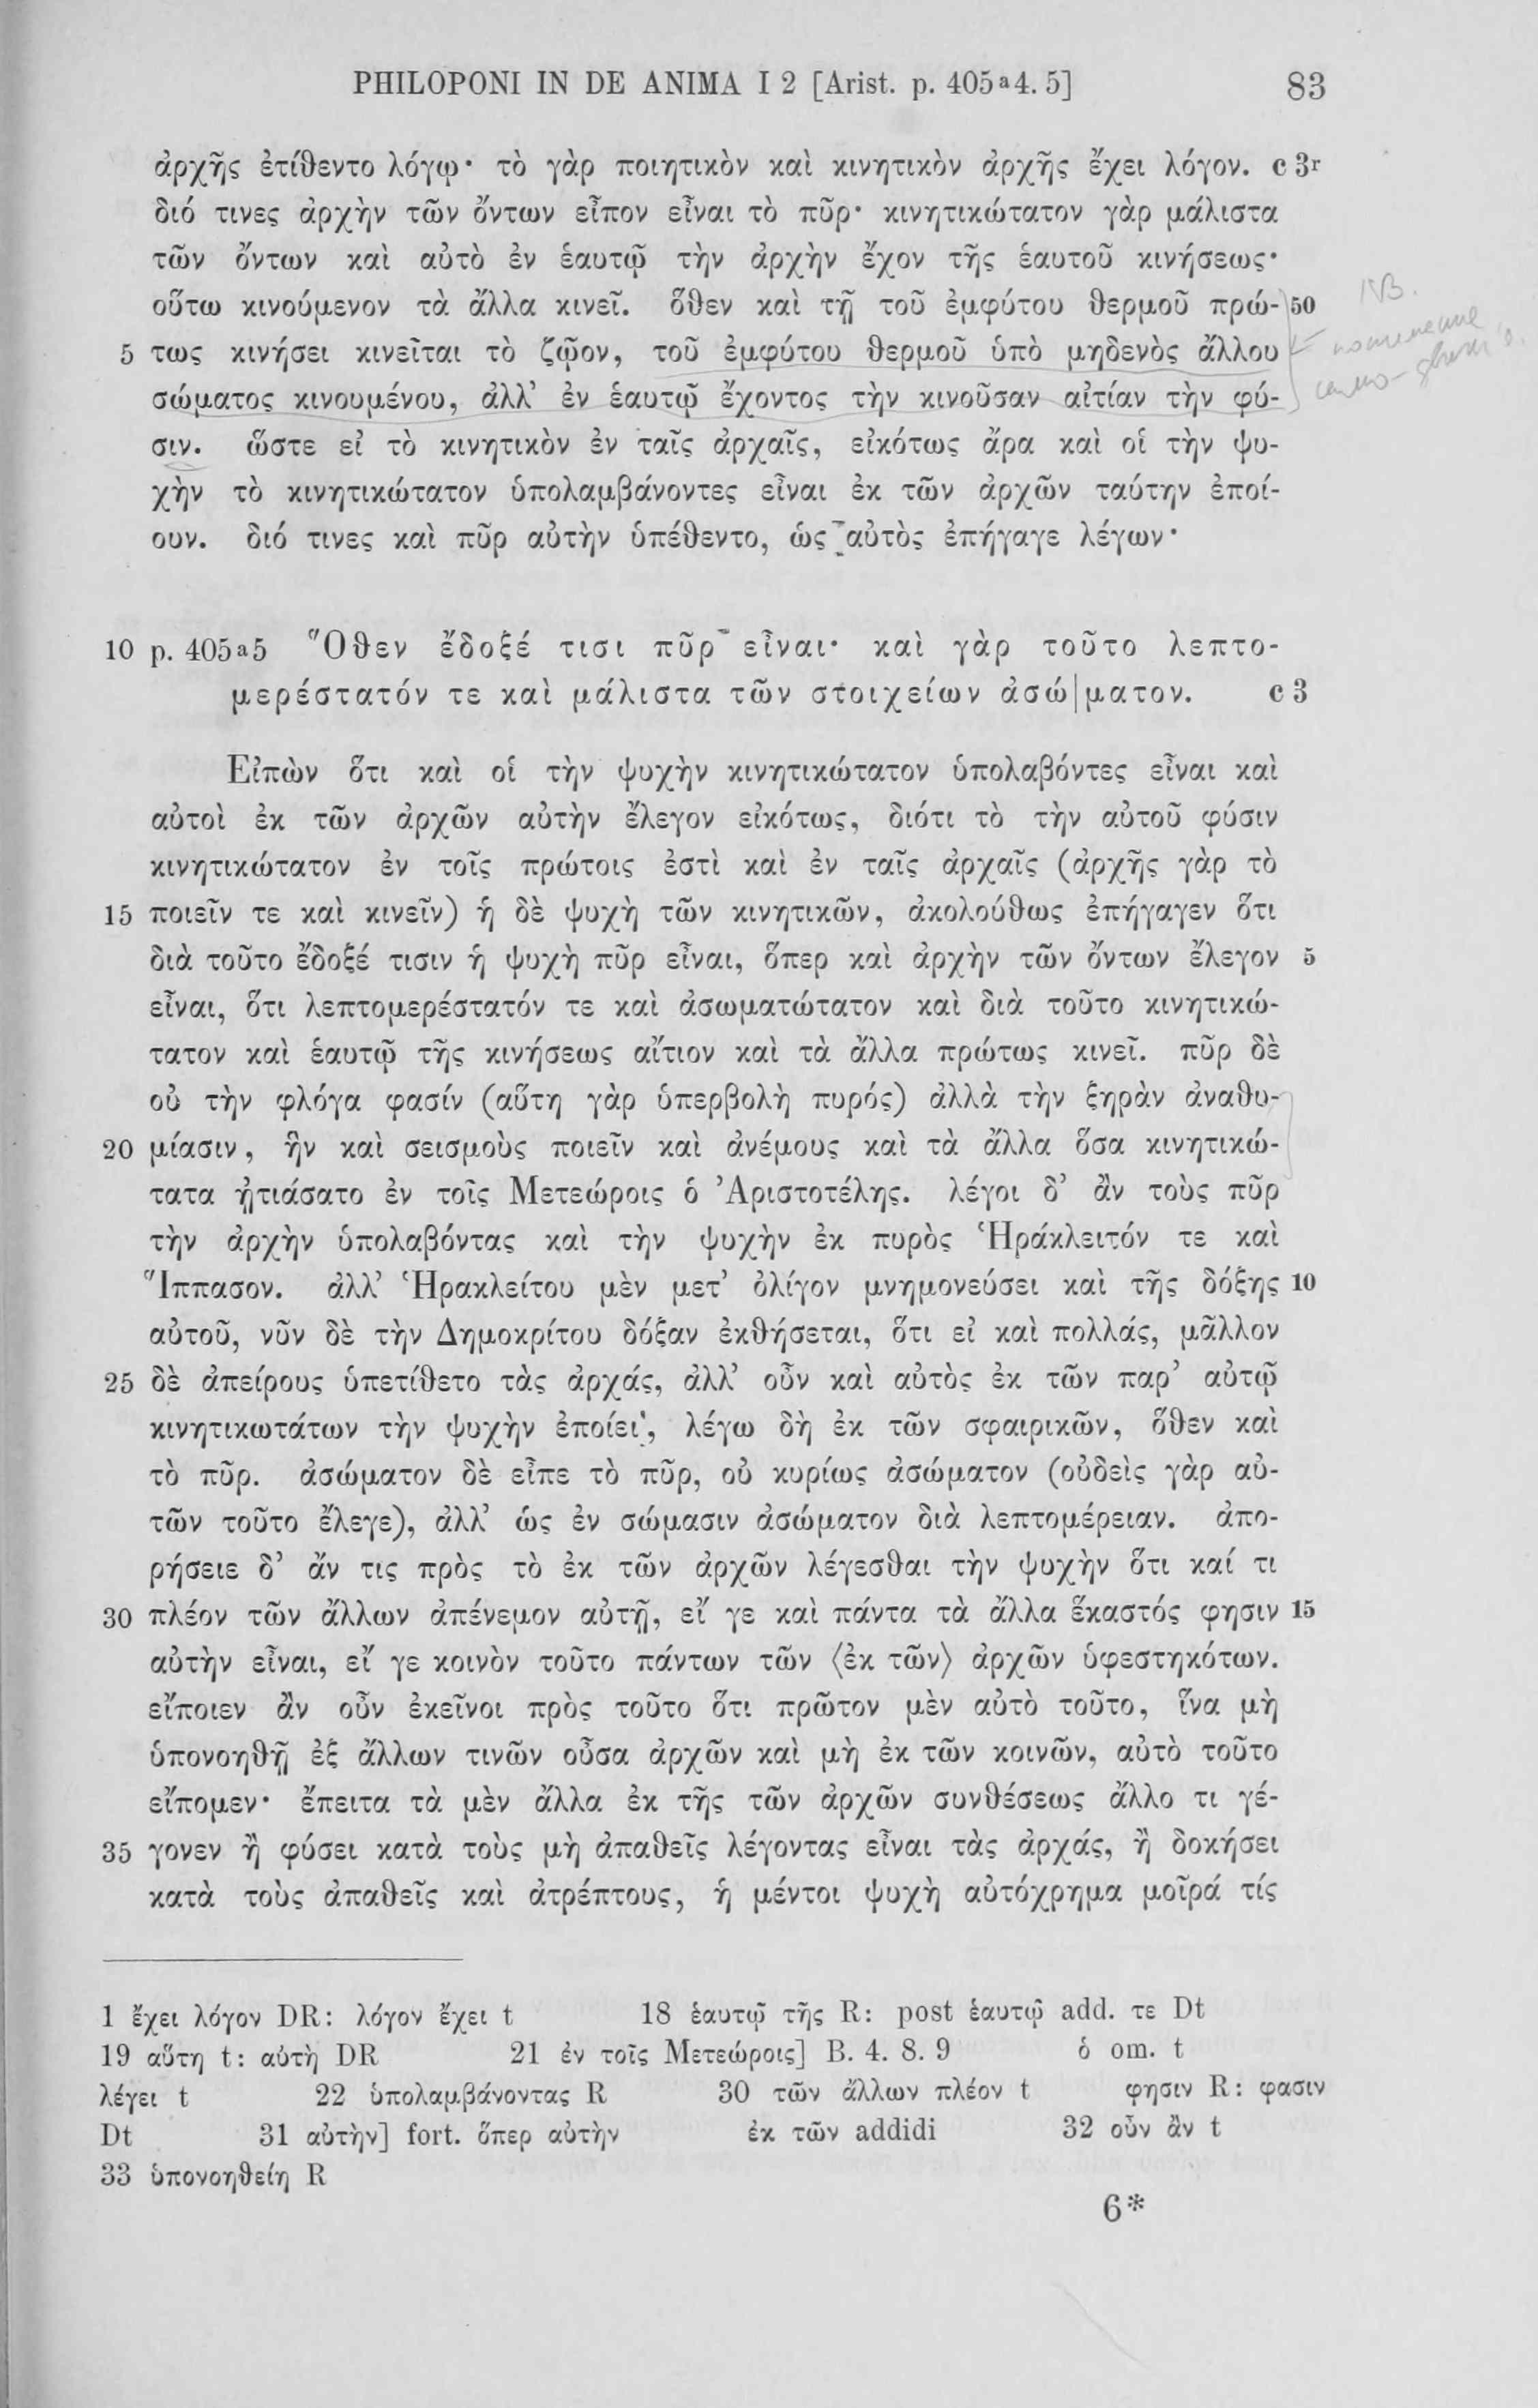 PHILOPONI IN DE ANIMA I 2 [Arist. p. 405a4. 5] 83
ἀρχῆς ἐτίθεντο λόγῳ· τὸ γὰρ ποιητικὸν καὶ κινητικὸν ἀρχῆς ἔχει λόγον. c 3r
διό τινες ἀρχὴν τῶν ὄντων εἶπον εἶναι τὸ πῦρ· κινητικώτατον γὰρ μάλιστα
τῶν ὄντων καὶ αὐτὸ ἐν ἑαυτῷ τὴν ἀρχὴν ἔχον τῆς ἑαυτοῦ κινήσεως·
οὕτω κινούμενον τὰ ἄλλα κινεῖ. ὅθεν καὶ τῇ τοῦ ἐμφύτου θερμοῦ πρώ- 50
5 τως κινήσει κινεῖται τὸ ζῷον, τοῦ ἐμφύτου θερμοῦ ὑπὸ μηδενὸς ἄλλου
σώματος κινουμένου, ἀλλ’ ἐν ἑαυτῷ ἔχοντος τὴν κινοῦσαν αἰτίαν τὴν φύ-
σιν. ὥστε εἰ τὸ κινητικὸν ἐν ταῖς ἀρχαῖς, εἰκότως ἄρα καὶ οἱ τὴν ψυ-
χὴν τὸ κινητικώτατον ὑπολαμβάνοντες εἶναι ἐκ τῶν ἀρχῶν ταύτην ἐποί-
ουν. διό τινες καὶ πῦρ αὐτὴν ὑπέθεντο, ὡς αὐτὸς ἐπήγαγε λέγων·
NB.
10 p. 405a5 Ὅθεν ἔδοξέ τισι πῦρ εἶναι· καὶ γὰρ τοῦτο λεπτο-
μερέστατόν τε καὶ μάλιστα τῶν στοιχείων ἀσώ|ματον. c 3
Εἰπὼν ὅτι καὶ οἱ τὴν ψυχὴν κινητικώτατον ὑπολαβόντες εἶναι καὶ
αὐτοὶ ἐκ τῶν ἀρχῶν αὐτὴν ἔλεγον εἰκότως, διότι τὸ τὴν αὑτοῦ φύσιν
κινητικώτατον ἐν τοῖς πρώτοις ἐστὶ καὶ ἐν ταῖς ἀρχαῖς (ἀρχῆς γὰρ τὸ
15 ποιεῖν τε καὶ κινεῖν) ἡ δὲ ψυχὴ τῶν κινητικῶν, ἀκολούθως ἐπήγαγεν ὅτι
διὰ τοῦτο ἔδοξέ τισιν ἡ ψυχὴ πῦρ εἶναι, ὅπερ καὶ ἀρχὴν τῶν ὄντων ἔλεγον 5
εἶναι, ὅτι λεπτομερέστατόν τε καὶ ἀσωματώτατον καὶ διὰ τοῦτο κινητικώ-
τατον καὶ ἑαυτῷ τῆς κινήσεως αἴτιον καὶ τὰ ἄλλα πρώτως κινεῖ. πῦρ δὲ
οὐ τὴν φλόγα φασίν (αὕτη γὰρ ὑπερβολὴ πυρός) ἀλλὰ τὴν ξηρὰν ἀναθυ-
20 μίασιν, ἣν καὶ σεισμοὺς ποιεῖν καὶ ἀνέμους καὶ τὰ ἄλλα ὅσα κινητικώ-
τατα ᾐτιάσατο ἐν τοῖς Μετεώροις ὁ Ἀριστοτέλης. λέγοι δ’ ἂν τοὺς πῦρ
τὴν ἀρχὴν ὑπολαβόντας καὶ τὴν ψυχὴν ἐκ πυρὸς Ἡράκλειτόν τε καὶ
Ἵππασον. ἀλλ’ Ἡρακλείτου μὲν μετ’ ὀλίγον μνημονεύσει καὶ τῆς δόξης 10
αὐτοῦ, νῦν δὲ τὴν Δημοκρίτου δόξαν ἐκθήσεται, ὅτι εἰ καὶ πολλάς, μᾶλλον
25 δὲ ἀπείρους ὑπετίθετο τὰς ἀρχάς, ἀλλ’ οὖν καὶ αὐτὸς ἐκ τῶν παρ’ αὐτῷ
κινητικωτάτων τὴν ψυχὴν ἐποίει, λέγω δὴ ἐκ τῶν σφαιρικῶν, ὅθεν καὶ
τὸ πῦρ. ἀσώματον δὲ εἶπε τὸ πῦρ, οὐ κυρίως ἀσώματον (οὐδεὶς γὰρ αὐ-
τῶν τοῦτο ἔλεγε), ἀλλ’ ὡς ἐν σώμασιν ἀσώματον διὰ λεπτομέρειαν. ἀπο-
ρήσειε δ’ ἄν τις πρὸς τὸ ἐκ τῶν ἀρχῶν λέγεσθαι τὴν ψυχὴν ὅτι καί τι
30 πλέον τῶν ἄλλων ἀπένεμον αὐτῇ, εἴ γε καὶ πάντα τὰ ἄλλα ἕκαστός φησιν 15
αὐτὴν εἶναι, εἴ γε κοινὸν τοῦτο πάντων τῶν ⟨ἐκ τῶν⟩ ἀρχῶν ὑφεστηκότων.
εἴποιεν ἂν οὖν ἐκεῖνοι πρὸς τοῦτο ὅτι πρῶτον μὲν αὐτὸ τοῦτο, ἵνα μὴ
ὑπονοηθῇ ἐξ ἄλλων τινῶν οὖσα ἀρχῶν καὶ μὴ ἐκ τῶν κοινῶν, αὐτὸ τοῦτο
εἴπομεν· ἔπειτα τὰ μὲν ἄλλα ἐκ τῆς τῶν ἀρχῶν συνθέσεως ἄλλο τι γέ-
35 γονεν ἢ φύσει κατὰ τοὺς μὴ ἀπαθεῖς λέγοντας εἶναι τὰς ἀρχάς, ἢ δοκήσει
κατὰ τοὺς ἀπαθεῖς καὶ ἀτρέπτους, ἡ μέντοι ψυχὴ αὐτόχρημα μοῖρά τίς
1 ἔχει λόγον DR: λόγον ἔχει t 18 ἑαυτῷ τῆς R: post ἑαυτῷ add. τε Dt
19 αὕτη t: αὐτὴ DR 21 ἐν τοῖς Μετεώροις] B. 4. 8. 9 ὁ om. t
λέγει t 22 ὑπολαμβάνοντας R 30 τῶν ἄλλων πλέον t φησιν R: φασιν
Dt 31 αὐτὴν] fort. ὅπερ αὐτὴν ἐκ τῶν addidi 32 οὖν ἂν t
33 ὑπονοηθείη R
6*